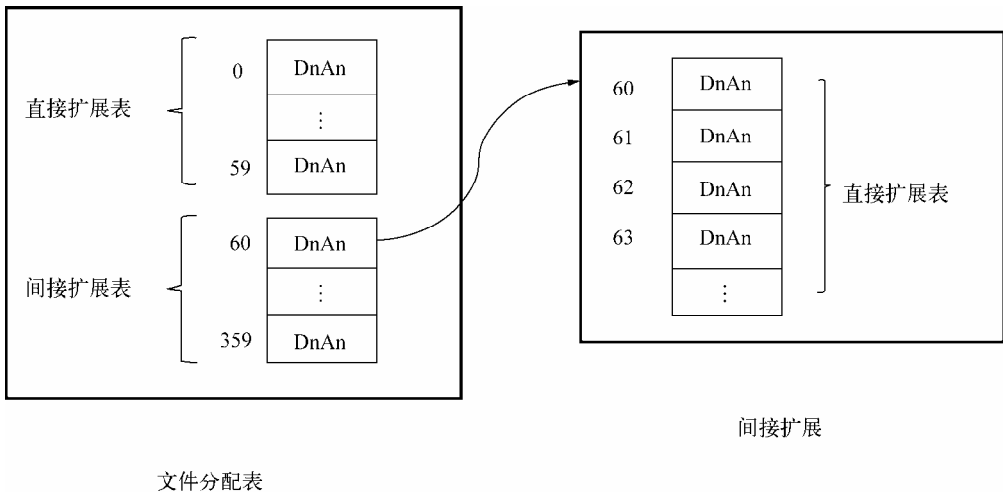 直接扩展表
0 DnAn
⋮
59 DnAn
间接扩展表
60 DnAn
⋮
359 DnAn
文件分配表
60 DnAn
61 DnAn
62 DnAn
63 DnAn
⋮
直接扩展表
间接扩展